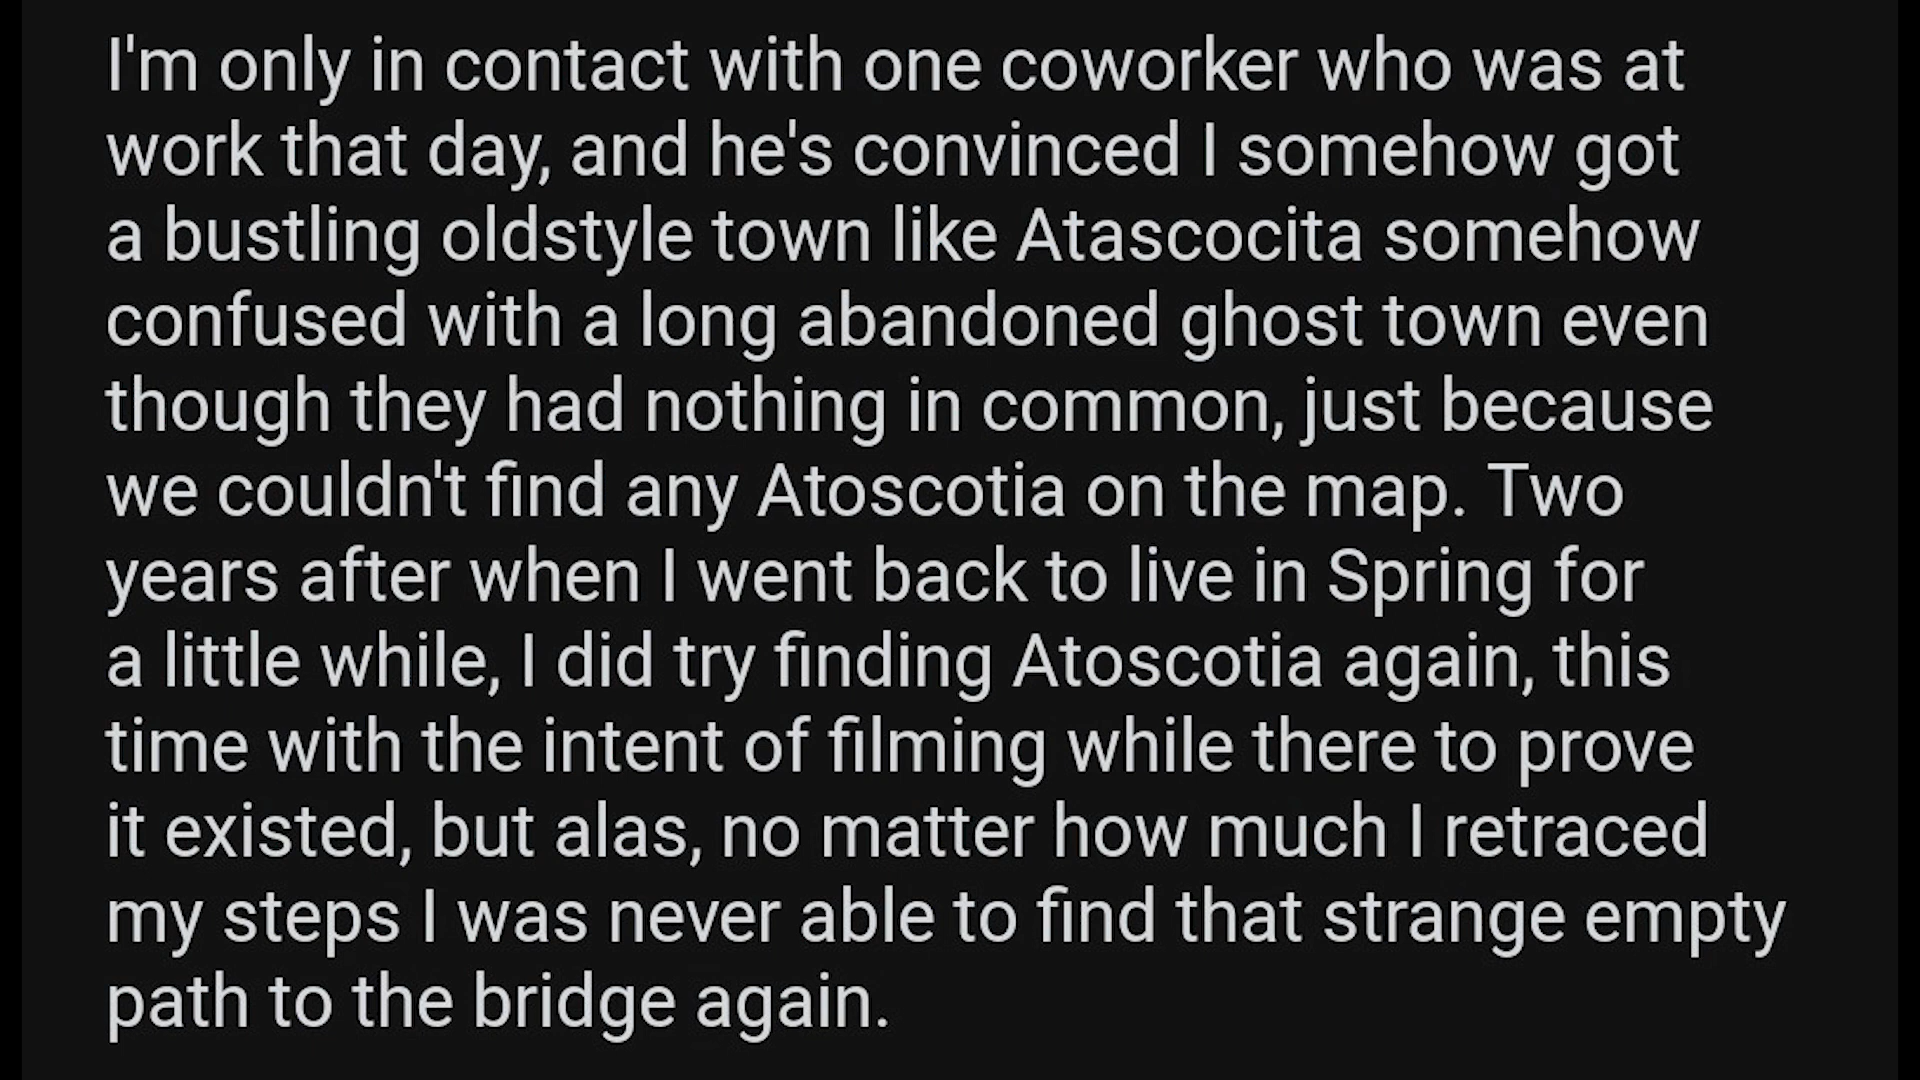 I'm only in contact with one coworker who was at
work that day, and he's convinced I somehow got
a bustling oldstyle town like Atascocita somehow
confused with a long abandoned ghost town even
though they had nothing in common, just because
we couldn't find any Atoscotia on the map. Two
years after when I went back to live in Spring for
a little while, I did try finding Atoscotia again, this
time with the intent of filming while there to prove
it existed, but alas, no matter how much I retraced
my steps I was never able to find that strange empty
path to the bridge again.